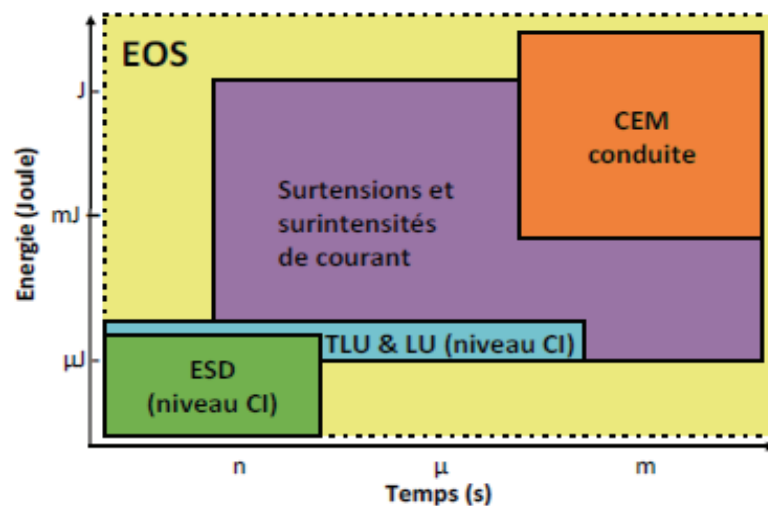 EOS
J
CEM
conduite
Energie (Joule)
Surtensions et
surintensités
de courant
mJ
TLU & LU (niveau CI)
µJ
ESD
(niveau CI)
n µ m
Temps (s)